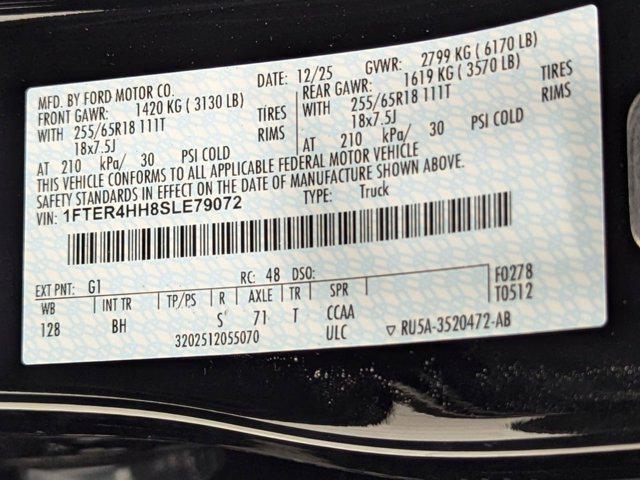 MFD. BY FORD MOTOR CO. DATE: 12/25 GVWR: 2799 KG ( 6170 LB)
FRONT GAWR: 1420 KG ( 3130 LB) REAR GAWR: 1619 KG ( 3570 LB)
WITH 255/65R18 111T TIRES WITH 255/65R18 111T TIRES
18x7.5J RIMS 18x7.5J RIMS
AT 210 kPa/ 30 PSI COLD AT 210 kPa/ 30 PSI COLD
THIS VEHICLE CONFORMS TO ALL APPLICABLE FEDERAL MOTOR VEHICLE
SAFETY STANDARDS IN EFFECT ON THE DATE OF MANUFACTURE SHOWN ABOVE.
VIN: 1FTER4HH8SLE79072 TYPE: Truck
EXT PNT: G1 RC: 48 DSO: F0278
WB INT TR TP/PS R AXLE TR SPR T0512
128 BH S 71 T CCAA
3202512055070 ULC ▽ RU5A-3520472-AB